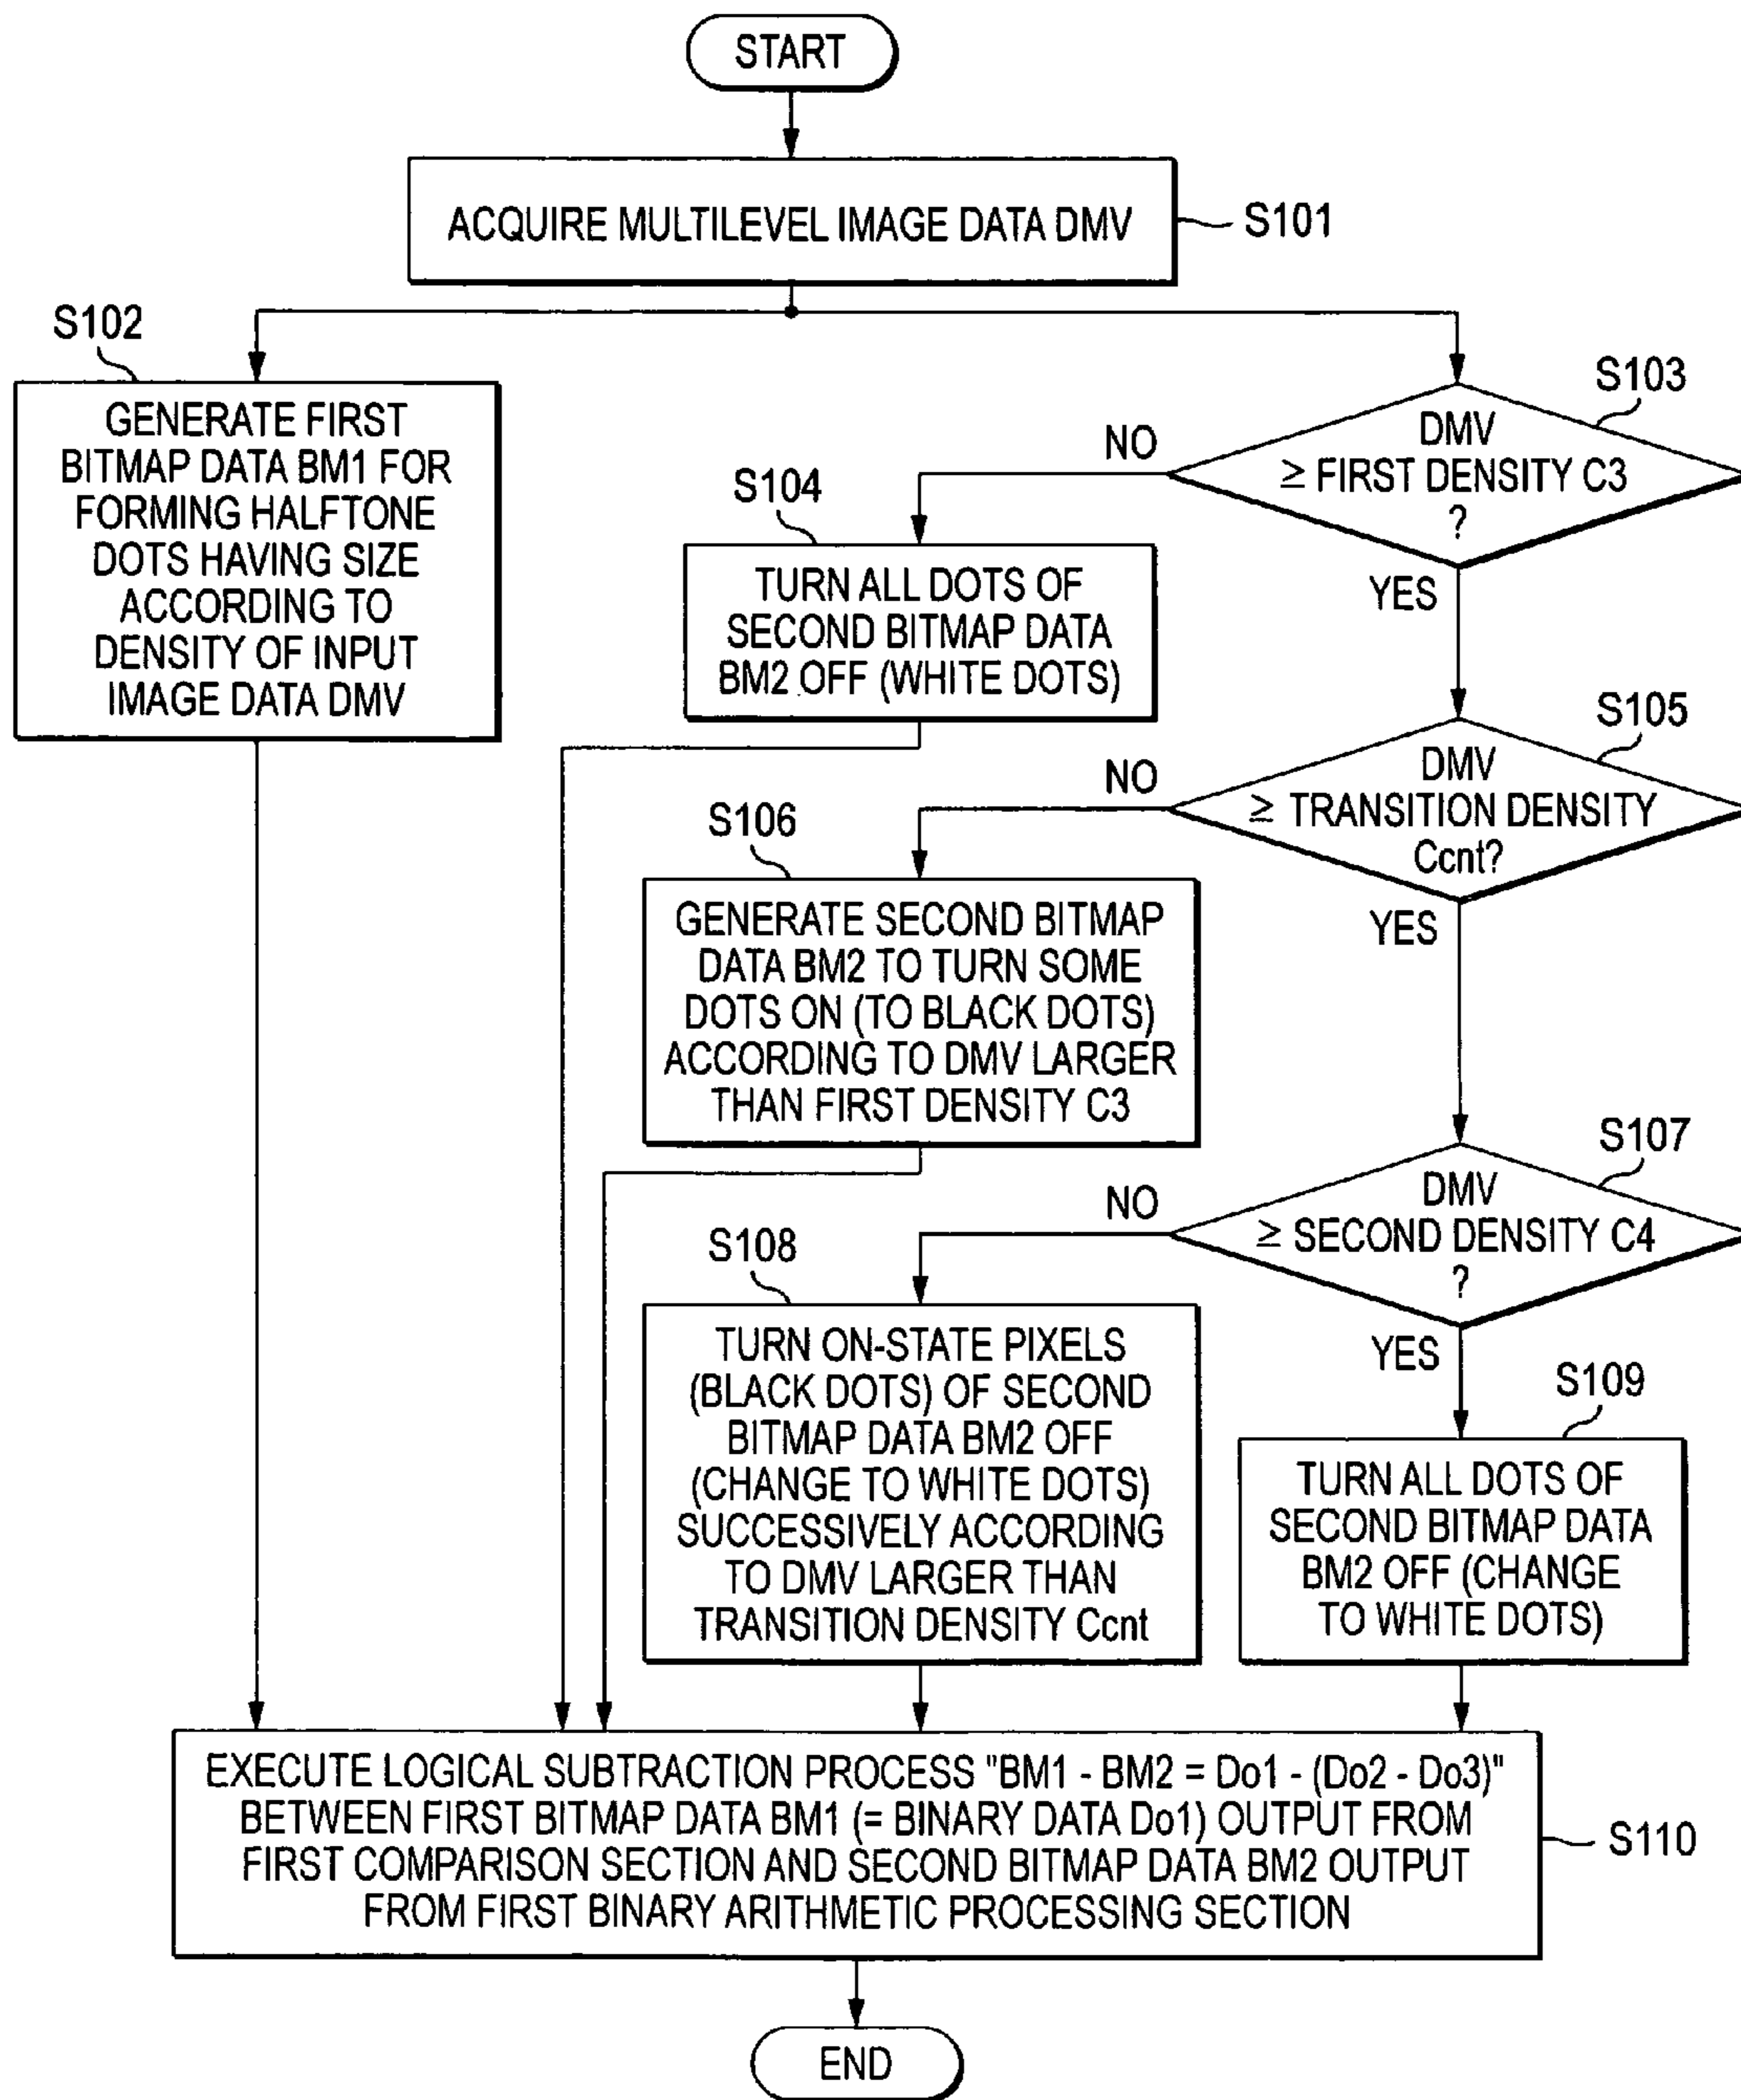 START
ACQUIRE MULTILEVEL IMAGE DATA DMV
S101
S102
GENERATE FIRST
BITMAP DATA BM1 FOR
FORMING HALFTONE
DOTS HAVING SIZE
ACCORDING TO
DENSITY OF INPUT
IMAGE DATA DMV
S103
DMV
≥ FIRST DENSITY C3
?
NO
YES
S104
TURN ALL DOTS OF
SECOND BITMAP DATA
BM2 OFF (WHITE DOTS)
S105
DMV
≥ TRANSITION DENSITY
Ccnt?
NO
YES
S106
GENERATE SECOND BITMAP
DATA BM2 TO TURN SOME
DOTS ON (TO BLACK DOTS)
ACCORDING TO DMV LARGER
THAN FIRST DENSITY C3
S107
DMV
≥ SECOND DENSITY C4
?
NO
YES
S108
TURN ON-STATE PIXELS
(BLACK DOTS) OF SECOND
BITMAP DATA BM2 OFF
(CHANGE TO WHITE DOTS)
SUCCESSIVELY ACCORDING
TO DMV LARGER THAN
TRANSITION DENSITY Ccnt
S109
TURN ALL DOTS OF
SECOND BITMAP DATA
BM2 OFF (CHANGE
TO WHITE DOTS)
EXECUTE LOGICAL SUBTRACTION PROCESS "BM1 - BM2 = Do1 - (Do2 - Do3)"
BETWEEN FIRST BITMAP DATA BM1 (= BINARY DATA Do1) OUTPUT FROM
FIRST COMPARISON SECTION AND SECOND BITMAP DATA BM2 OUTPUT
FROM FIRST BINARY ARITHMETIC PROCESSING SECTION
S110
END